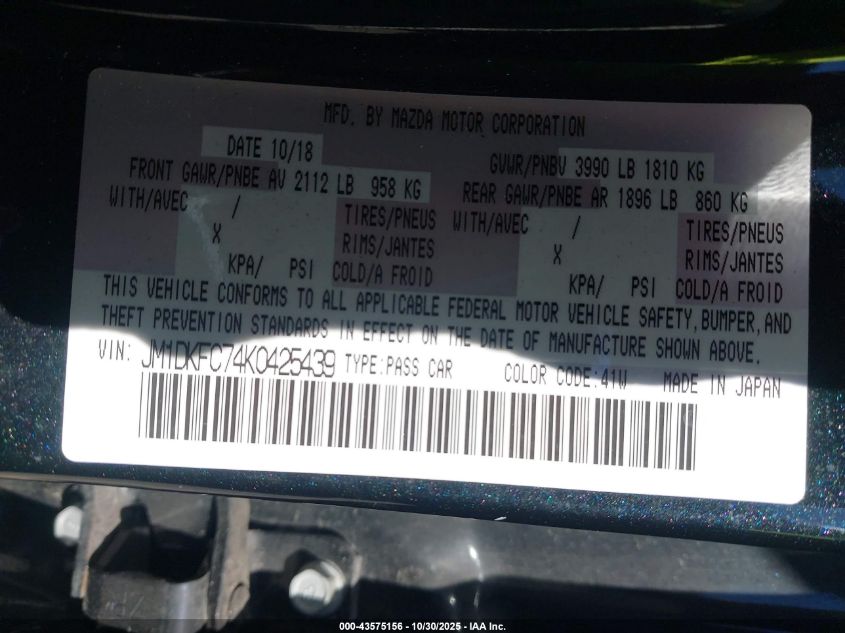 MFD. BY MAZDA MOTOR CORPORATION
DATE 10/18 GVWR/PNBV 3990 LB 1810 KG
FRONT GAWR/PNBE AV 2112 LB 958 KG REAR GAWR/PNBE AR 1896 LB 860 KG
WITH/AVEC / TIRES/PNEUS WITH/AVEC / TIRES/PNEUS
X RIMS/JANTES X RIMS/JANTES
KPA/ PSI COLD/A FROID KPA/ PSI COLD/A FROID
THIS VEHICLE CONFORMS TO ALL APPLICABLE FEDERAL MOTOR VEHICLE SAFETY, BUMPER, AND
THEFT PREVENTION STANDARDS IN EFFECT ON THE DATE OF MANUFACTURE SHOWN ABOVE.
VIN: JM1DKFC74K0425439 TYPE:PASS CAR COLOR CODE:41W MADE IN JAPAN
000-43575156 - 10/30/2025 - IAA Inc.